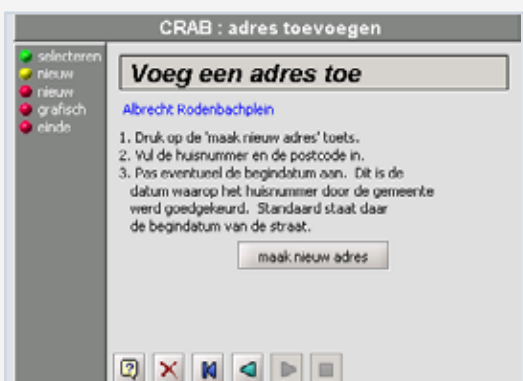 CRAB : adres toevoegen
selecteren
nieuw
nieuw
grafisch
einde
Voeg een adres toe
Albrecht Rodenbachplein
1. Druk op de 'maak nieuw adres' toets.
2. Vul de huisnummer en de postcode in.
3. Pas eventueel de begindatum aan. Dit is de
datum waarop het huisnummer door de gemeente
werd goedgekeurd. Standaard staat daar
de begindatum van de straat.
maak nieuw adres